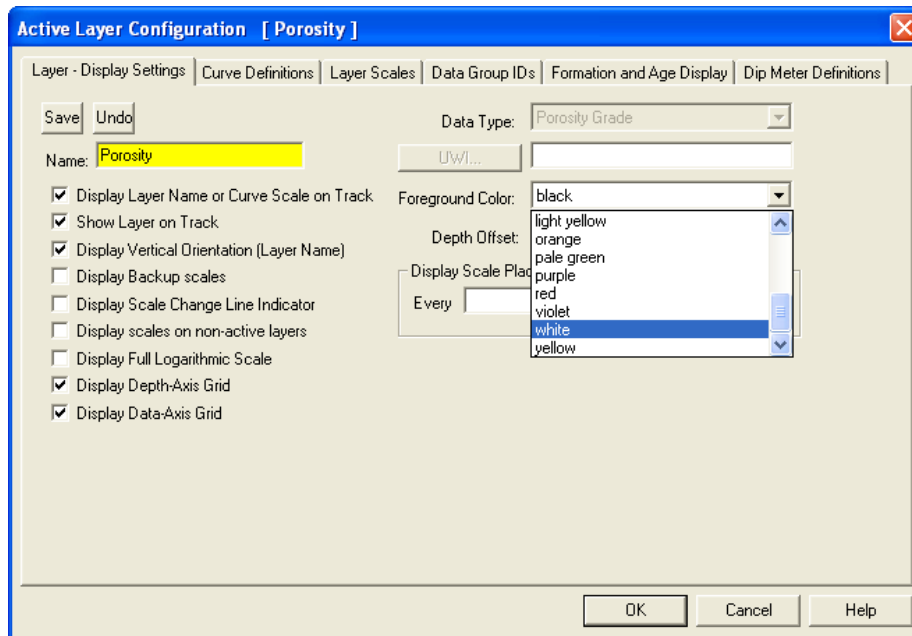 Active Layer Configuration [ Porosity ]
Layer - Display Settings Curve Definitions Layer Scales Data Group IDs Formation and Age Display Dip Meter Definitions
Save Undo
Name: Porosity
Display Layer Name or Curve Scale on Track
Show Layer on Track
Display Vertical Orientation (Layer Name)
Display Backup scales
Display Scale Change Line Indicator
Display scales on non-active layers
Display Full Logarithmic Scale
Display Depth-Axis Grid
Display Data-Axis Grid
Data Type: Porosity Grade
UWI...
Foreground Color: black
light yellow
orange
pale green
purple
red
violet
white
yellow
Depth Offset:
Display Scale Plac
Every
OK Cancel Help